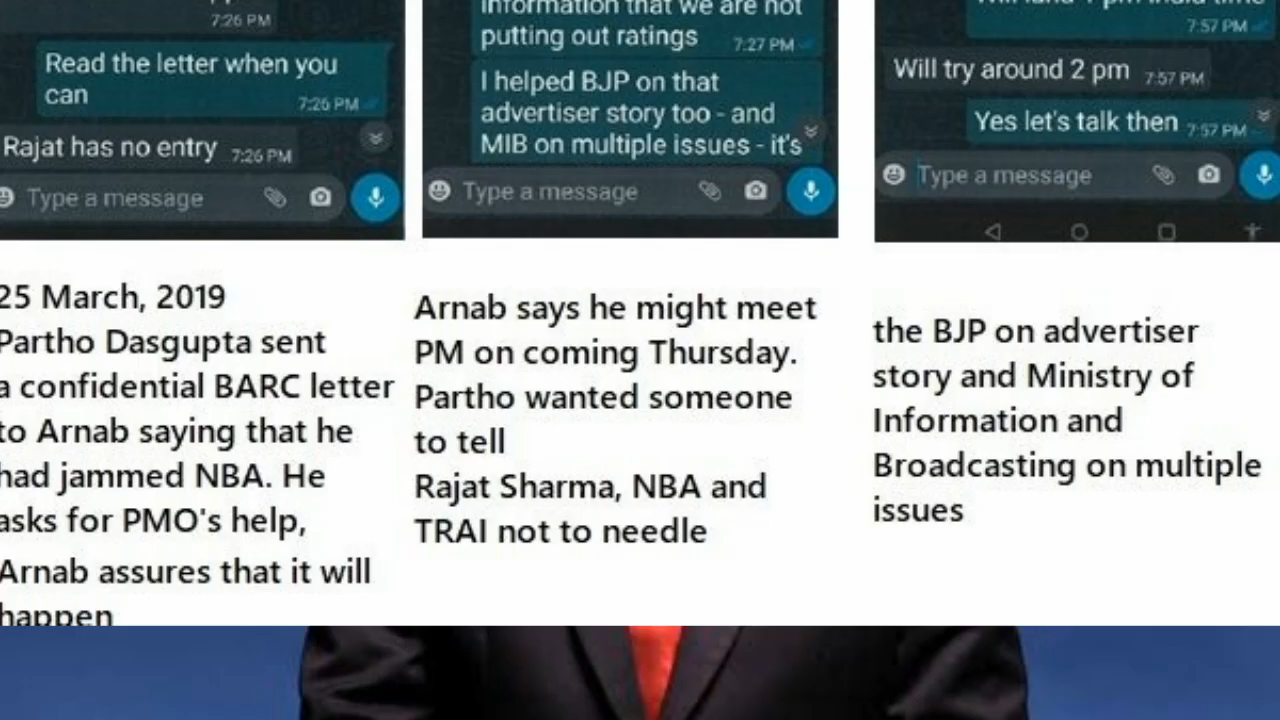 7:26 PM
Read the letter when you
can
7:26 PM
Rajat has no entry 7:26 PM
Type a message
information that we are not
putting out ratings 7:27 PM
I helped BJP on that
advertiser story too - and
MIB on multiple issues - it's
Type a message
7:57 PM
Will try around 2 pm 7:57 PM
Yes let's talk then 7:57 PM
Type a message
25 March, 2019
Partho Dasgupta sent
a confidential BARC letter
to Arnab saying that he
had jammed NBA. He
asks for PMO's help,
Arnab assures that it will
happen
Arnab says he might meet
PM on coming Thursday.
Partho wanted someone
to tell
Rajat Sharma, NBA and
TRAI not to needle
the BJP on advertiser
story and Ministry of
Information and
Broadcasting on multiple
issues